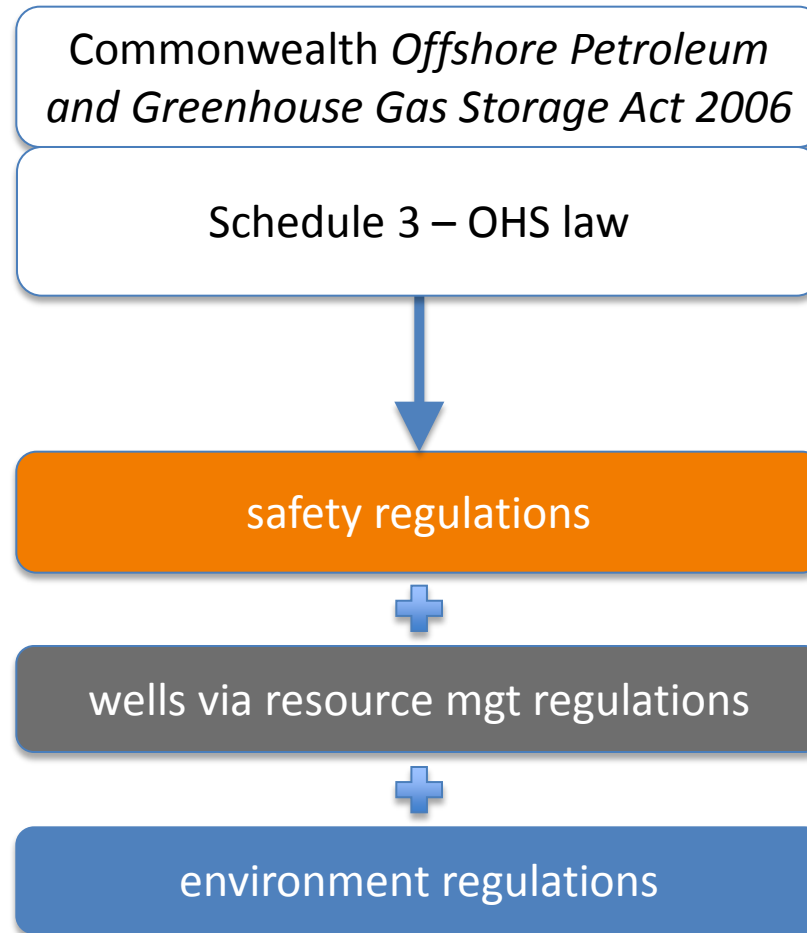 Commonwealth Offshore Petroleum
and Greenhouse Gas Storage Act 2006
Schedule 3 – OHS law
safety regulations
wells via resource mgt regulations
environment regulations